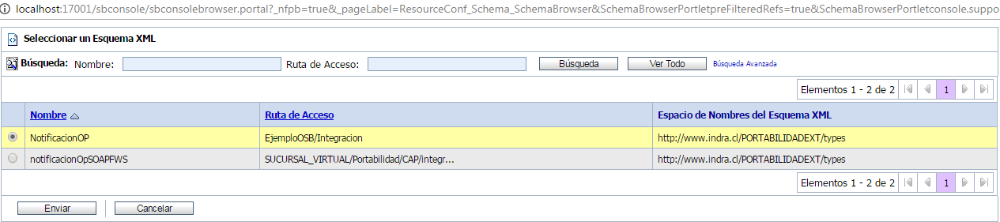 localhost:17001/sbconsole/sbconsolebrowser.portal?_nfpb=true&_pageLabel=ResourceConf_Schema_SchemaBrowser&SchemaBrowserPortletpreFilteredRefs=true&SchemaBrowserPortletconsole.suppo
Seleccionar un Esquema XML
Búsqueda: Nombre: Ruta de Acceso: Búsqueda Ver Todo Búsqueda Avanzada
Elementos 1 - 2 de 2 1
Nombre Ruta de Acceso Espacio de Nombres del Esquema XML
NotificacionOP EjemploOSB/Integracion http://www.indra.cl/PORTABILIDADEXT/types
notificacionOpSOAPFWS SUCURSAL_VIRTUAL/Portabilidad/CAP/integr... http://www.indra.cl/PORTABILIDADEXT/types
Elementos 1 - 2 de 2 1
Enviar Cancelar